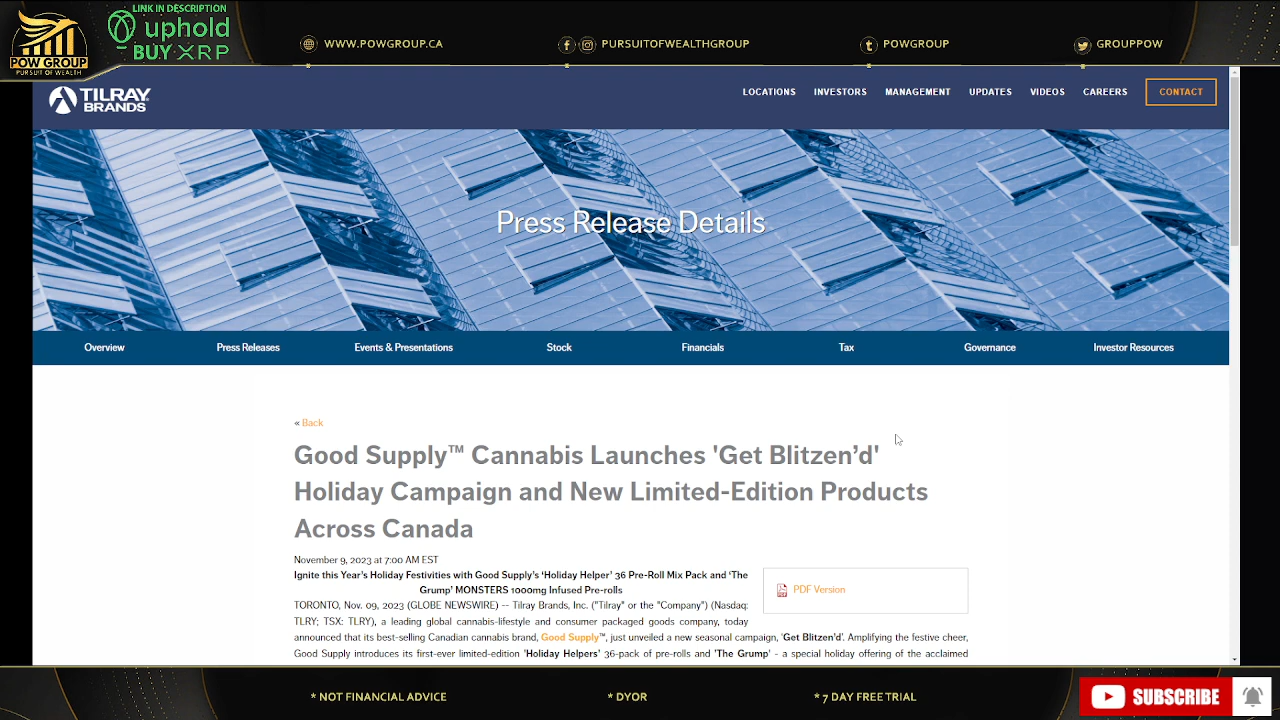 LINK IN DESCRIPTION
uphold
BUY XRP
POW GROUP
PURSUIT OF WEALTH
WWW.POWGROUP.CA
PURSUITOFWEALTHGROUP
POWGROUP
GROUPPOW
TILRAY
BRANDS
LOCATIONS INVESTORS MANAGEMENT UPDATES VIDEOS CAREERS CONTACT
Press Release Details
Overview Press Releases Events & Presentations Stock Financials Tax Governance Investor Resources
« Back
Good Supply™ Cannabis Launches 'Get Blitzen’d'
Holiday Campaign and New Limited-Edition Products
Across Canada
November 9, 2023 at 7:00 AM EST
Ignite this Year’s Holiday Festivities with Good Supply’s ‘Holiday Helper’ 36 Pre-Roll Mix Pack and ‘The
Grump’ MONSTERS 1000mg Infused Pre-rolls
PDF Version
TORONTO, Nov. 09, 2023 (GLOBE NEWSWIRE) -- Tilray Brands, Inc. ("Tilray" or the "Company") (Nasdaq:
TLRY; TSX: TLRY), a leading global cannabis-lifestyle and consumer packaged goods company, today
announced that its best-selling Canadian cannabis brand, Good Supply™, just unveiled a new seasonal campaign, 'Get Blitzen’d'. Amplifying the festive cheer,
Good Supply introduces its first-ever limited-edition 'Holiday Helpers' 36-pack of pre-rolls and 'The Grump' - a special holiday offering of the acclaimed
* NOT FINANCIAL ADVICE
* DYOR
* 7 DAY FREE TRIAL
SUBSCRIBE